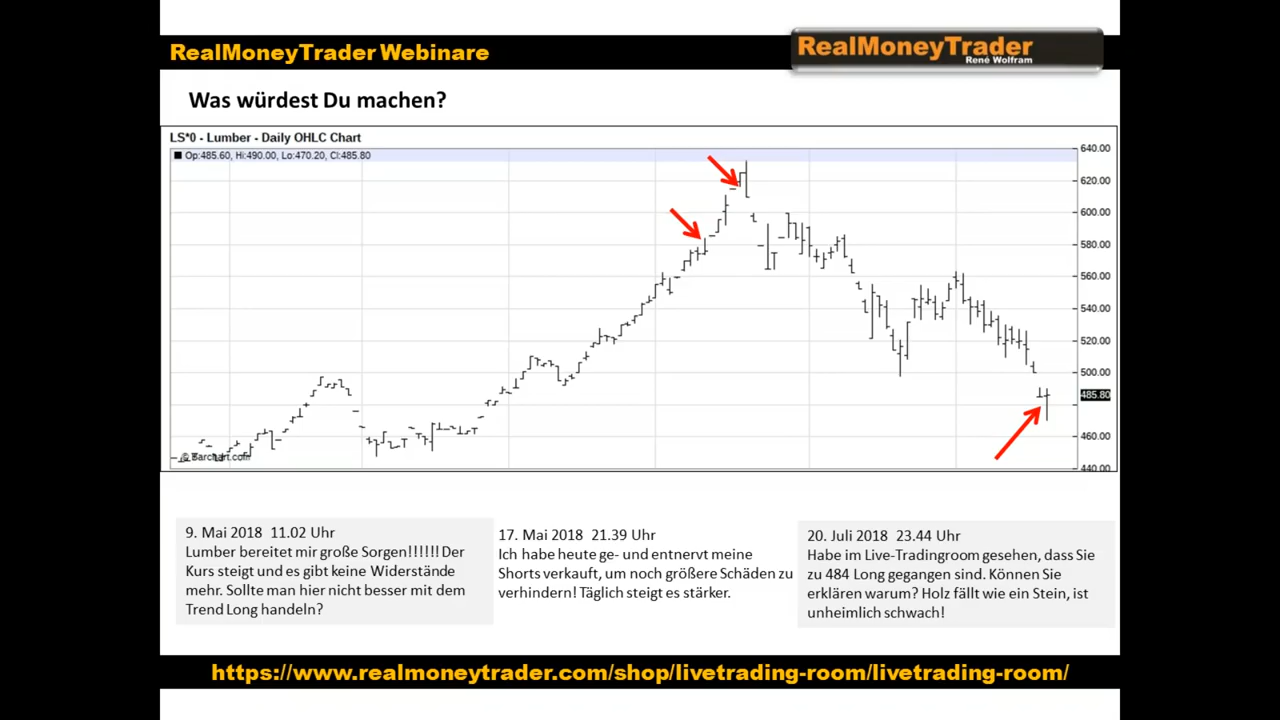 RealMoneyTrader Webinare
RealMoneyTrader
René Wolfram
Was würdest Du machen?
LS*0 - Lumber - Daily OHLC Chart
Op:485.60, Hi:490.00, Lo:470.20, Cl:485.80
640.00
620.00
600.00
580.00
560.00
540.00
520.00
500.00
485.80
460.00
440.00
© Barchart.com
9. Mai 2018 11.02 Uhr
Lumber bereitet mir große Sorgen!!!!!! Der
Kurs steigt und es gibt keine Widerstände
mehr. Sollte man hier nicht besser mit dem
Trend Long handeln?
17. Mai 2018 21.39 Uhr
Ich habe heute ge- und entnervt meine
Shorts verkauft, um noch größere Schäden zu
verhindern! Täglich steigt es stärker.
20. Juli 2018 23.44 Uhr
Habe im Live-Tradingroom gesehen, dass Sie
zu 484 Long gegangen sind. Können Sie
erklären warum? Holz fällt wie ein Stein, ist
unheimlich schwach!
https://www.realmoneytrader.com/shop/livetrading-room/livetrading-room/